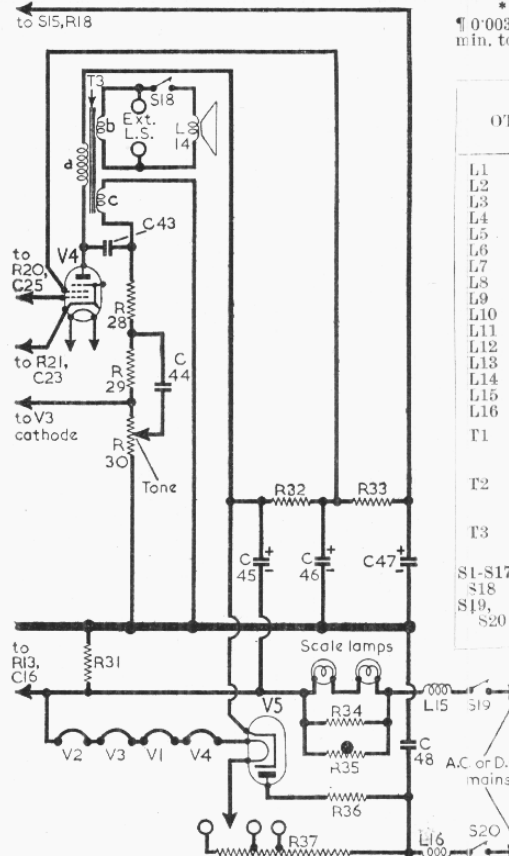 to S15, R18
T3
S18
b
Ext.
L.S.
L
14
a
c
C43
V4
to
R20,
C25
R
28
C
44
to R21,
C23
R
29
to V3
cathode
R
30
Tone
R32
R33
C
45
C
46
C47
to
R13,
C16
R31
Scale lamps
V5
R34
R35
L15
S19
V2
V3
V1
V4
C
48
A.C or D.
mains
R36
R37
L16
S20
*
¶ 0·003
min. to
OT
L1
L2
L3
L4
L5
L6
L7
L8
L9
L10
L11
L12
L13
L14
L15
L16
T1
T2
T3
S1-S17
S18
S19,
S20